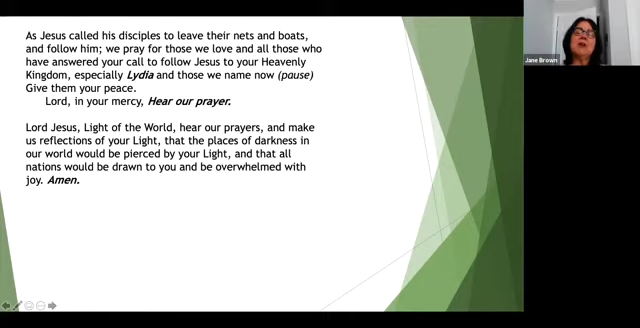 As Jesus called his disciples to leave their nets and boats,
and follow him; we pray for those we love and all those who
have answered your call to follow Jesus to your Heavenly
Kingdom, especially Lydia and those we name now (pause)
Give them your peace.
Lord, in your mercy, Hear our prayer.
Lord Jesus, Light of the World, hear our prayers, and make
us reflections of your Light, that the places of darkness in
our world would be pierced by your Light, and that all
nations would be drawn to you and be overwhelmed with
joy. Amen.
Jane Brown